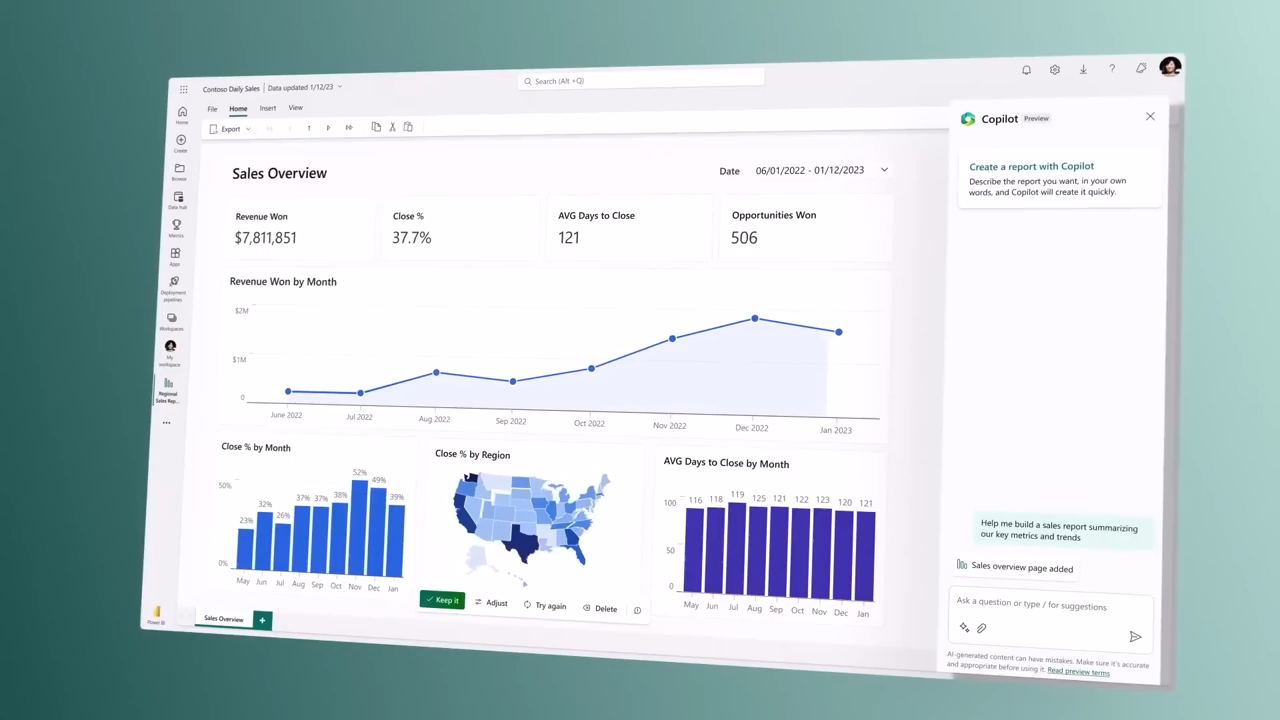 Contoso Daily Sales | Data updated 1/12/23
Search (Alt +Q)
File Home Insert View
Export
Home
Create
Browse
Data hub
Metrics
Apps
Deployment
pipelines
Workspaces
My
workspace
Regional
Sales Rep...
Power BI
Sales Overview
Date 06/01/2022 - 01/12/2023
Revenue Won
$7,811,851
Close %
37.7%
AVG Days to Close
121
Opportunities Won
506
Revenue Won by Month
$2M
$1M
0
June 2022 Jul 2022 Aug 2022 Sep 2022 Oct 2022 Nov 2022 Dec 2022 Jan 2023
Close % by Month
50%
0%
23% 32% 26% 37% 37% 38% 52% 49% 39%
May Jun Jul Aug Sep Oct Nov Dec Jan
Close % by Region
Keep it Adjust Try again Delete
AVG Days to Close by Month
100
50
0
116 118 119 125 121 122 123 120 121
May Jun Jul Aug Sep Oct Nov Dec Jan
Sales Overview
Copilot Preview
Create a report with Copilot
Describe the report you want, in your own
words, and Copilot will create it quickly.
Help me build a sales report summarizing
our key metrics and trends
Sales overview page added
Ask a question or type / for suggestions
AI-generated content can have mistakes. Make sure it's accurate
and appropriate before using it. Read preview terms